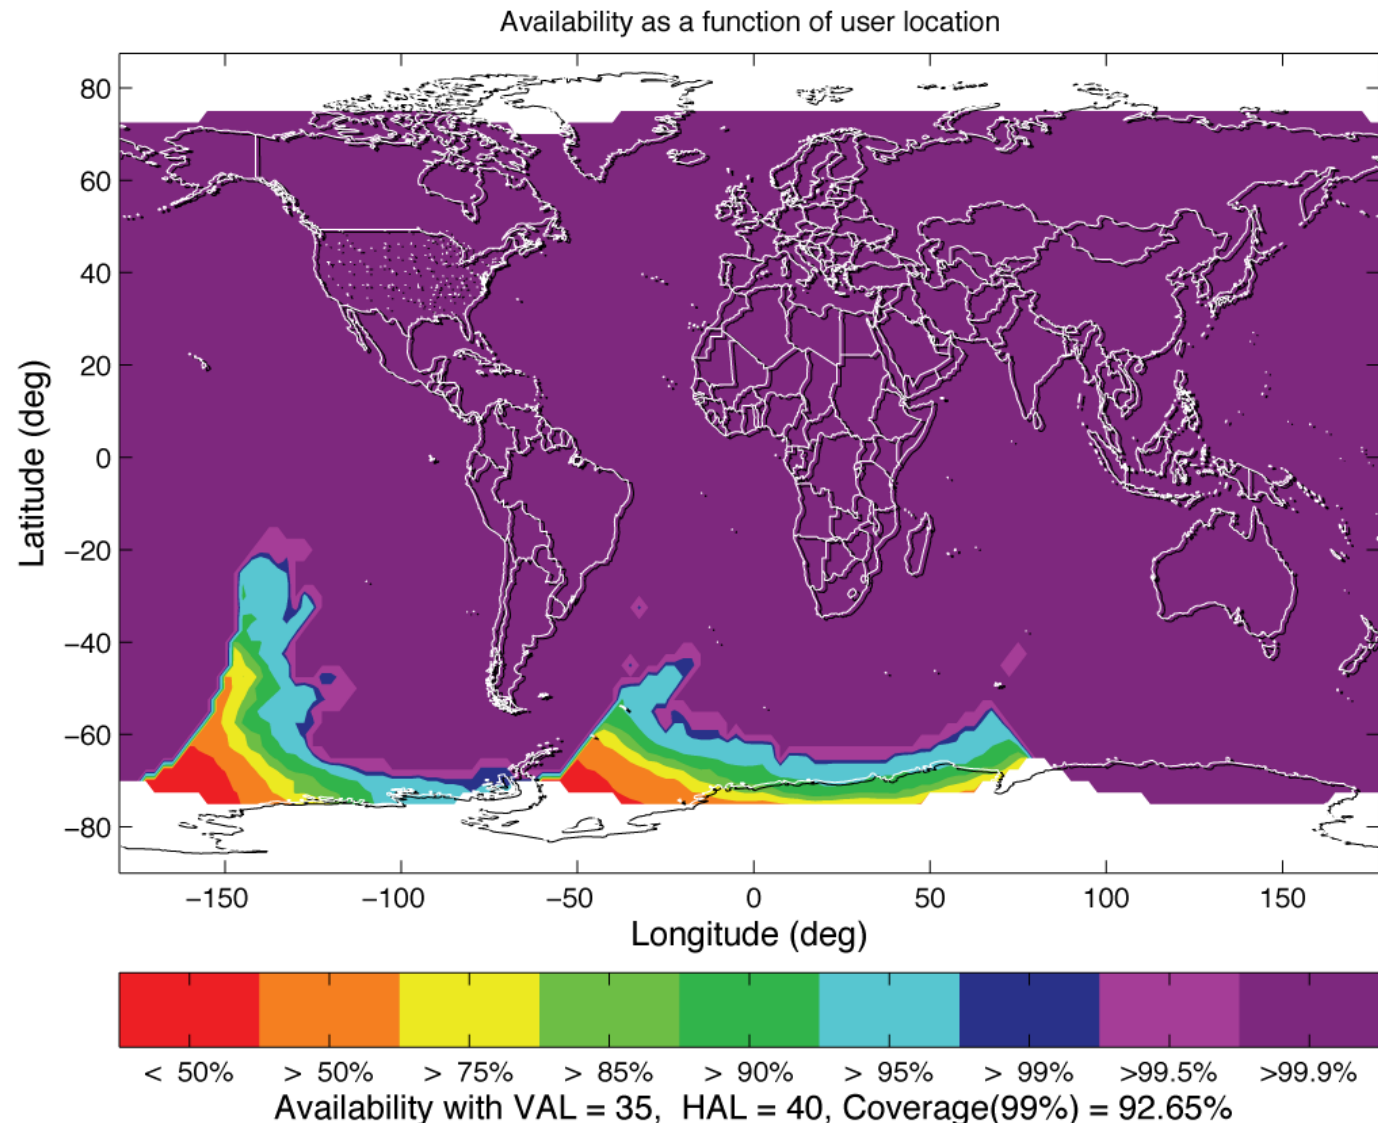 Availability as a function of user location
80
60
40
20
0
−20
−40
−60
−80
Latitude (deg)
−150 −100 −50 0 50 100 150
Longitude (deg)
< 50% > 50% > 75% > 85% > 90% > 95% > 99% >99.5% >99.9%
Availability with VAL = 35, HAL = 40, Coverage(99%) = 92.65%